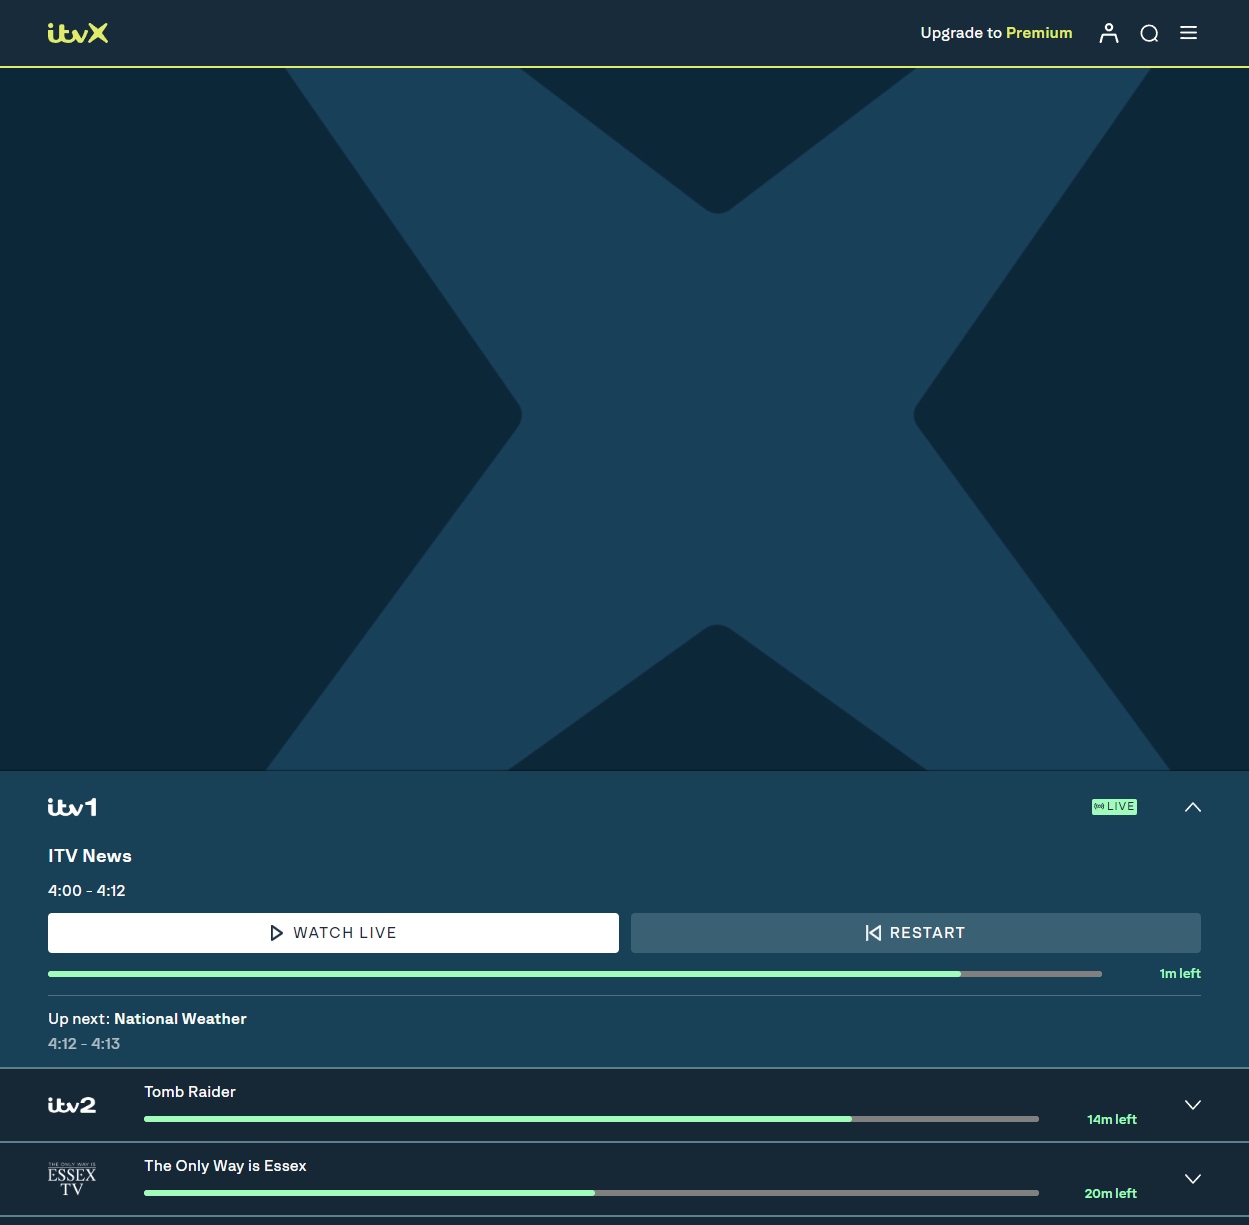 itvX
Upgrade to Premium
itv1
LIVE
ITV News
4:00 - 4:12
WATCH LIVE
RESTART
1m left
Up next: National Weather
4:12 - 4:13
itv2
Tomb Raider
14m left
THE ONLY WAY IS
ESSEX
TV
The Only Way is Essex
20m left